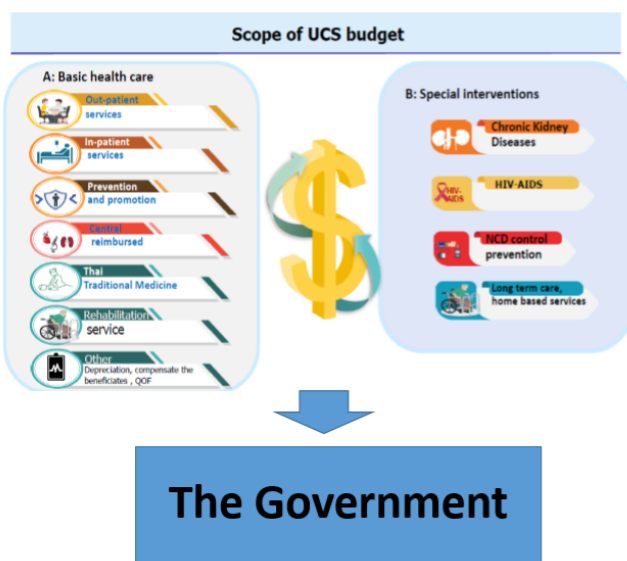 Scope of UCS budget
A: Basic health care
Out-patient
services
In-patient
services
Prevention
and promotion
Central
reimbursed
Thai
Traditional Medicine
Rehabilitation
service
Other
Depreciation, compensate the
beneficiates , QOF
B: Special interventions
Chronic Kidney
Diseases
HIV-
AIDS
HIV-AIDS
NCD control
prevention
Long term care,
home based services
The Government